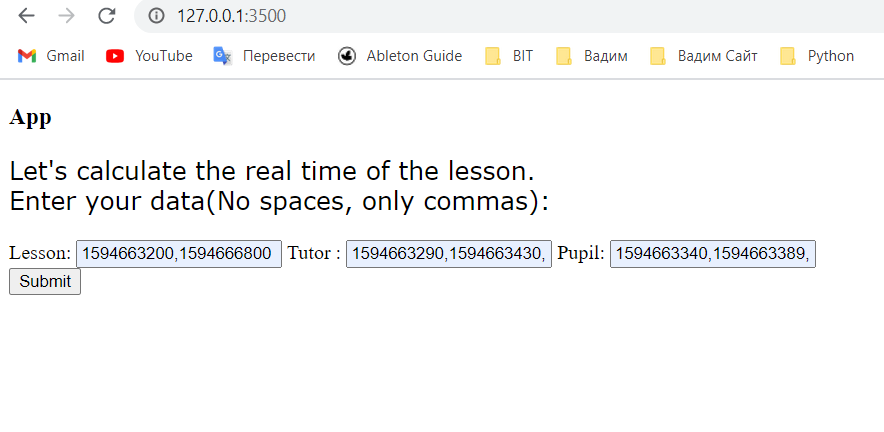 127.0.0.1:3500
Gmail YouTube Перевести Ableton Guide BIT Вадим Вадим Сайт Python
App
Let's calculate the real time of the lesson.
Enter your data(No spaces, only commas):
Lesson: 1594663200,1594666800 Tutor : 1594663290,1594663430, Pupil: 1594663340,1594663389,
Submit